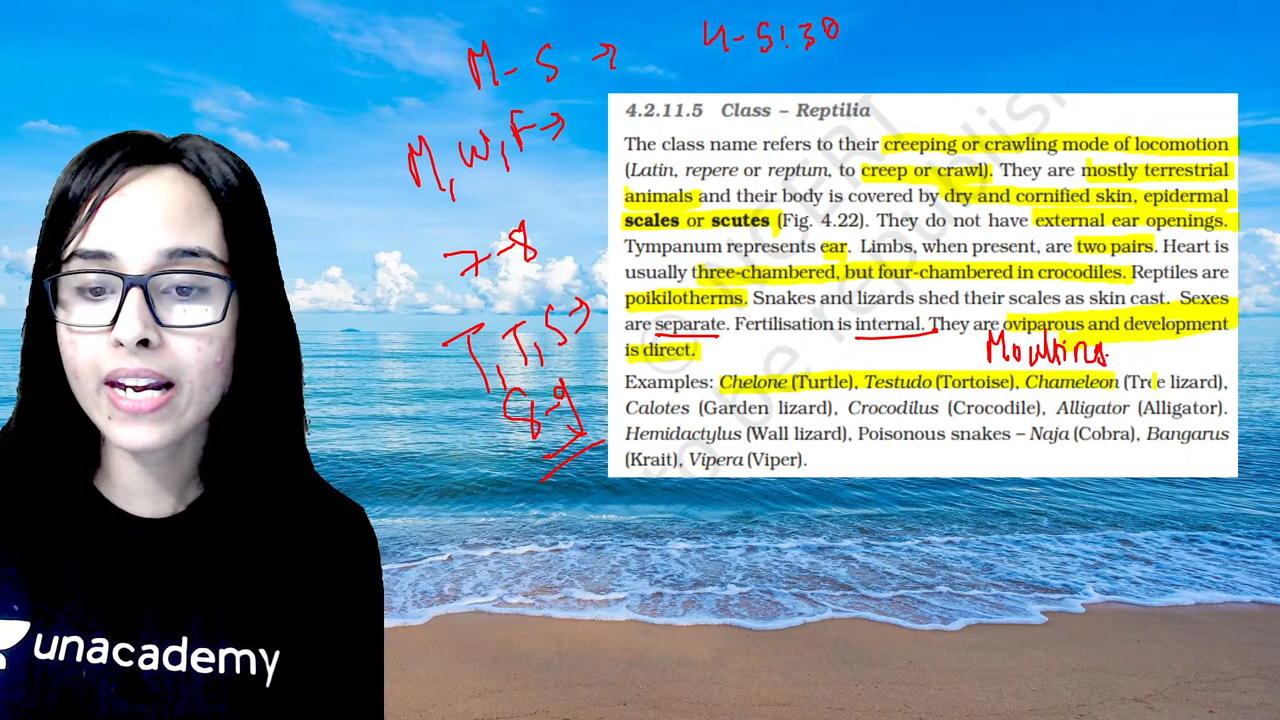 M - S → 4 - 5:30
M, W, F →
7 - 8
T, T, S →
8 - 9
4.2.11.5 Class – Reptilia
The class name refers to their creeping or crawling mode of locomotion
(Latin, repere or reptum, to creep or crawl). They are mostly terrestrial
animals and their body is covered by dry and cornified skin, epidermal
scales or scutes (Fig. 4.22). They do not have external ear openings.
Tympanum represents ear. Limbs, when present, are two pairs. Heart is
usually three-chambered, but four-chambered in crocodiles. Reptiles are
poikilotherms. Snakes and lizards shed their scales as skin cast. Sexes
are separate. Fertilisation is internal. They are oviparous and development
is direct.
Moulting
Examples: Chelone (Turtle), Testudo (Tortoise), Chameleon (Tree lizard),
Calotes (Garden lizard), Crocodilus (Crocodile), Alligator (Alligator).
Hemidactylus (Wall lizard), Poisonous snakes – Naja (Cobra), Bangarus
(Krait), Vipera (Viper).
unacademy